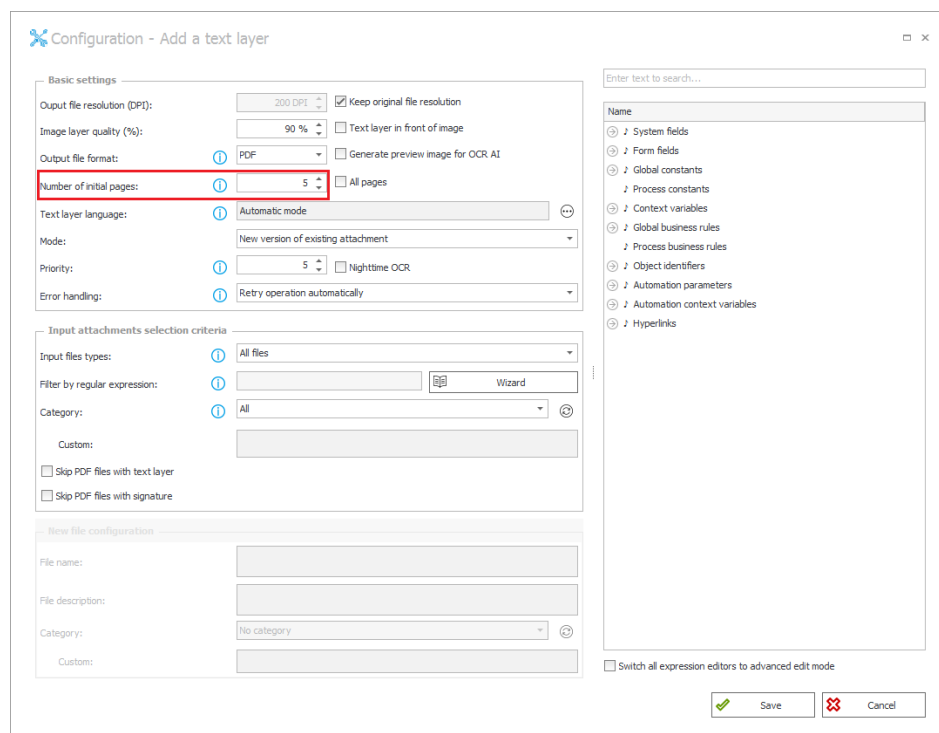 Configuration - Add a text layer
Basic settings
Ouput file resolution (DPI): 200 DPI Keep original file resolution
Image layer quality (%): 90 % Text layer in front of image
Output file format: PDF Generate preview image for OCR AI
Number of initial pages: 5 All pages
Text layer language: Automatic mode
Mode: New version of existing attachment
Priority: 5 Nighttime OCR
Error handling: Retry operation automatically
Input attachments selection criteria
Input files types: All files
Filter by regular expression: Wizard
Category: All
Custom:
Skip PDF files with text layer
Skip PDF files with signature
New file configuration
File name:
File description:
Category: No category
Custom:
Enter text to search...
Name
System fields
Form fields
Global constants
Process constants
Context variables
Global business rules
Process business rules
Object identifiers
Automation parameters
Automation context variables
Hyperlinks
Switch all expression editors to advanced edit mode
Save Cancel